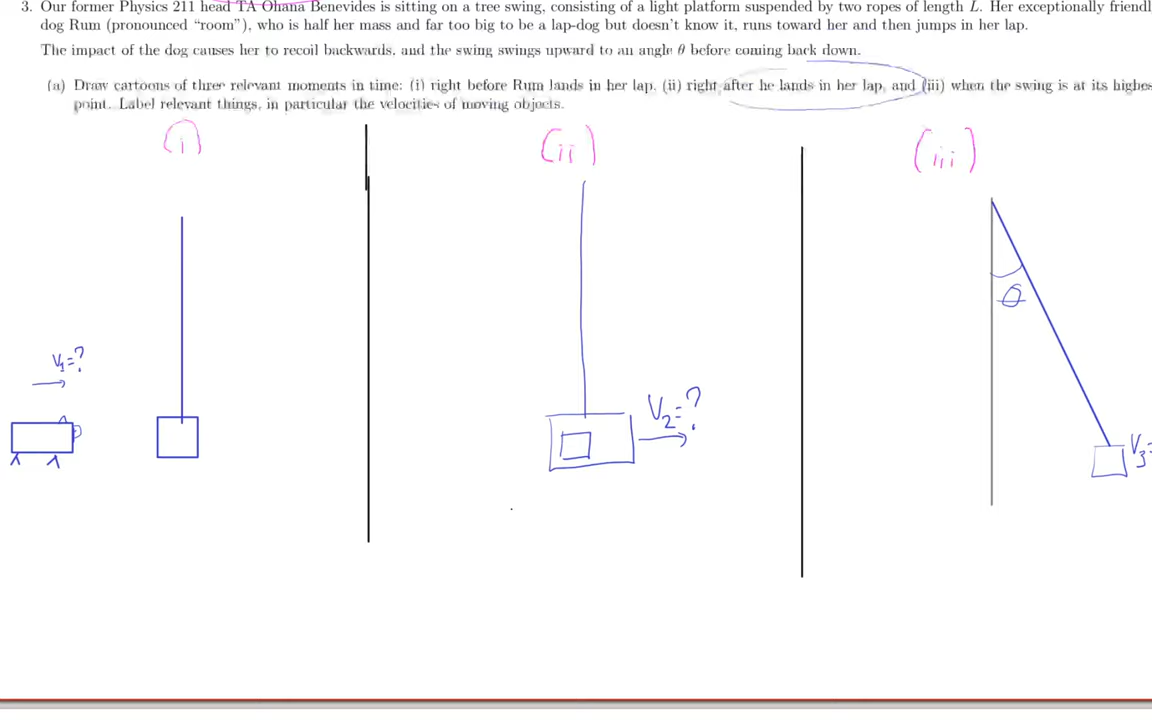 3. Our former Physics 211 head TA Ohana Benevides is sitting on a tree swing, consisting of a light platform suspended by two ropes of length L. Her exceptionally friendl
dog Rum (pronounced “room”), who is half her mass and far too big to be a lap-dog but doesn’t know it, runs toward her and then jumps in her lap.
The impact of the dog causes her to recoil backwards, and the swing swings upward to an angle θ before coming back down.
(a) Draw cartoons of three relevant moments in time: (i) right before Rum lands in her lap, (ii) right after he lands in her lap, and (iii) when the swing is at its highes
point. Label relevant things, in particular the velocities of moving objects.
(i) (ii) (iii)
θ
V₁=?
V₂=?
V₃=